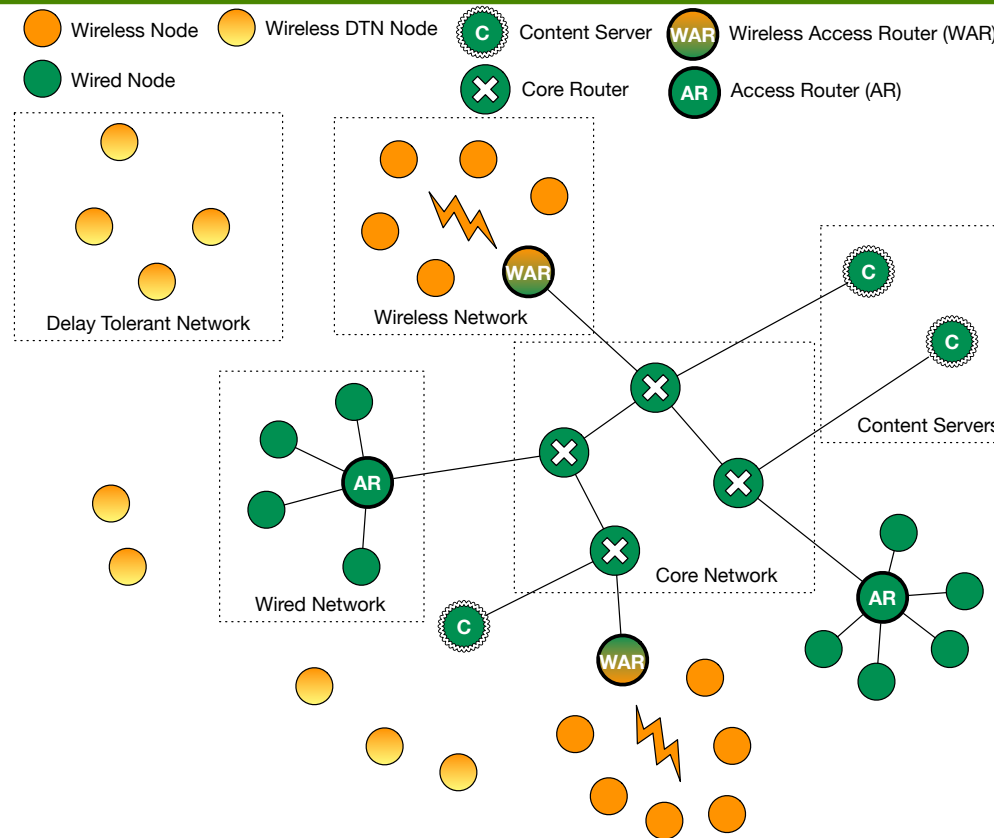 Wireless Node
Wireless DTN Node
C
Content Server
WAR
Wireless Access Router (WAR)
Wired Node
Core Router
AR
Access Router (AR)
WAR
C
Delay Tolerant Network
Wireless Network
C
Content Servers
AR
AR
Core Network
Wired Network
C
WAR